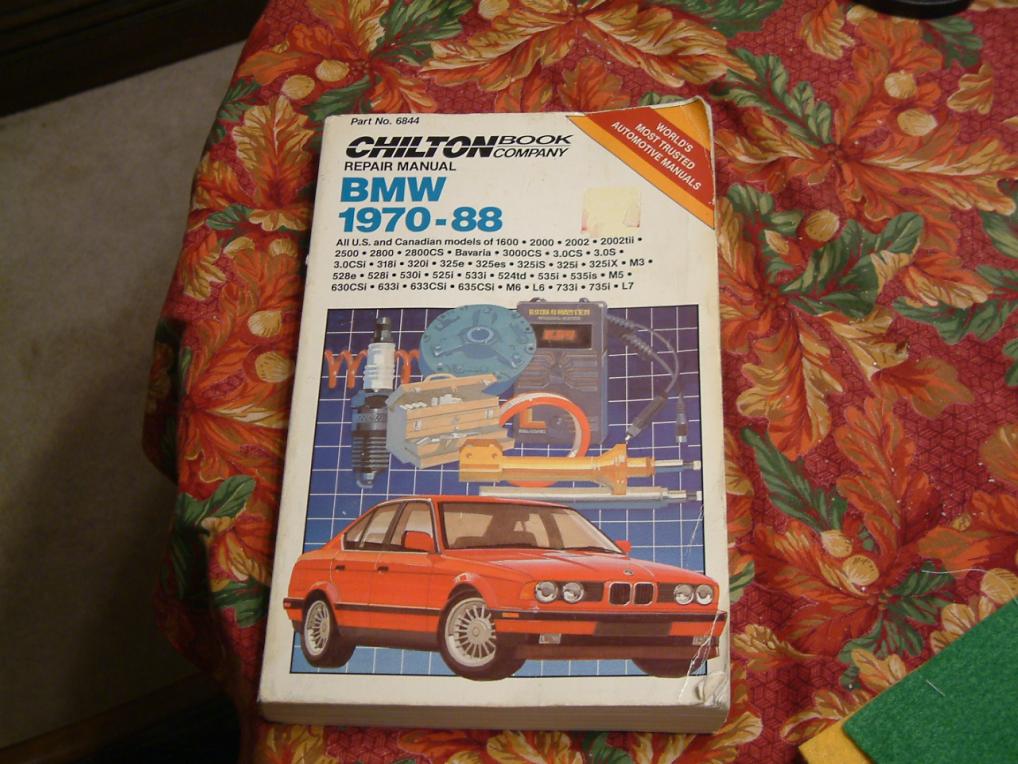 Part No. 6844
CHILTON BOOK COMPANY
REPAIR MANUAL
WORLD'S
MOST TRUSTED
AUTOMOTIVE MANUALS
BMW
1970-88
All U.S. and Canadian models of 1600 • 2000 • 2002 • 2002tii •
2500 • 2800 • 2800CS • Bavaria • 3000CS • 3.0CS • 3.0S •
3.0CSi • 318i • 320i • 325e • 325es • 325iS • 325i • 325iX • M3 •
528e • 528i • 530i • 525i • 533i • 524td • 535i • 535is • M5 •
630CSi • 633i • 633CSi • 635CSi • M6 • L6 • 733i • 735i • L7